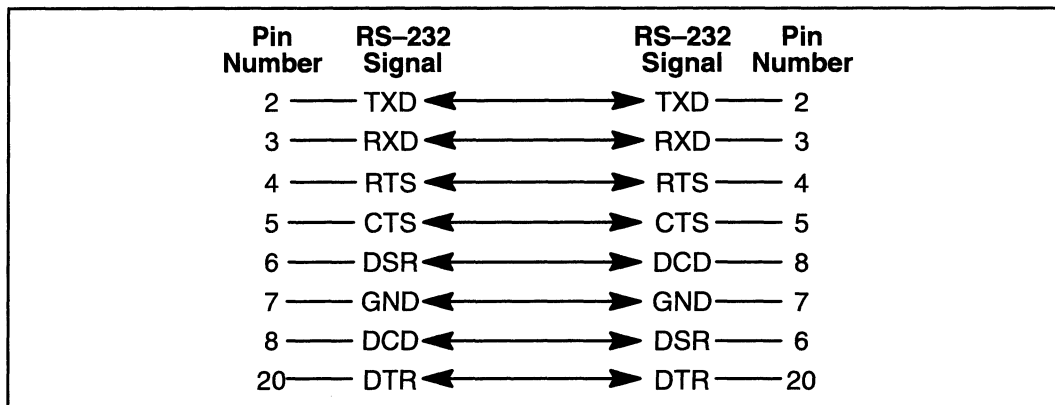 Pin RS–232 RS–232 Pin
Number Signal Signal Number
2 TXD TXD 2
3 RXD RXD 3
4 RTS RTS 4
5 CTS CTS 5
6 DSR DCD 8
7 GND GND 7
8 DCD DSR 6
20 DTR DTR 20